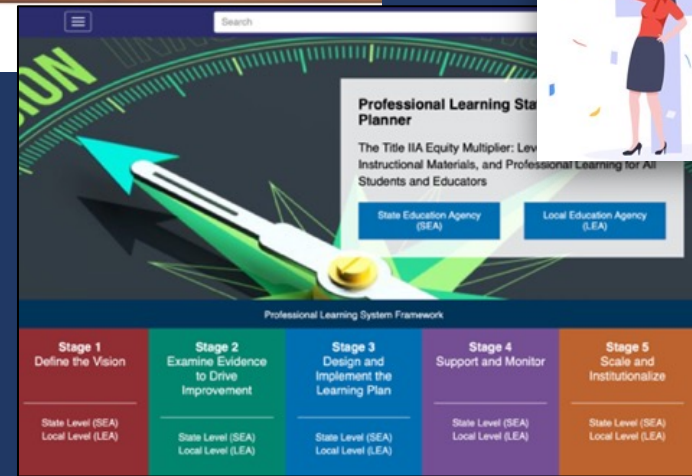 Search
VISION
Professional Learning
Planner
The Title IIA Equity Multiplier:
Instructional Materials, and Professional Learning for All
Students and Educators
State Education Agency
(SEA)
Local Education Agency
(LEA)
Professional Learning System Framework
Stage 1
Define the Vision
State Level (SEA)
Local Level (LEA)
Stage 2
Examine Evidence
to Drive
Improvement
State Level (SEA)
Local Level (LEA)
Stage 3
Design and
Implement the
Learning Plan
State Level (SEA)
Local Level (LEA)
Stage 4
Support and Monitor
State Level (SEA)
Local Level (LEA)
Stage 5
Scale and
Institutionalize
State Level (SEA)
Local Level (LEA)